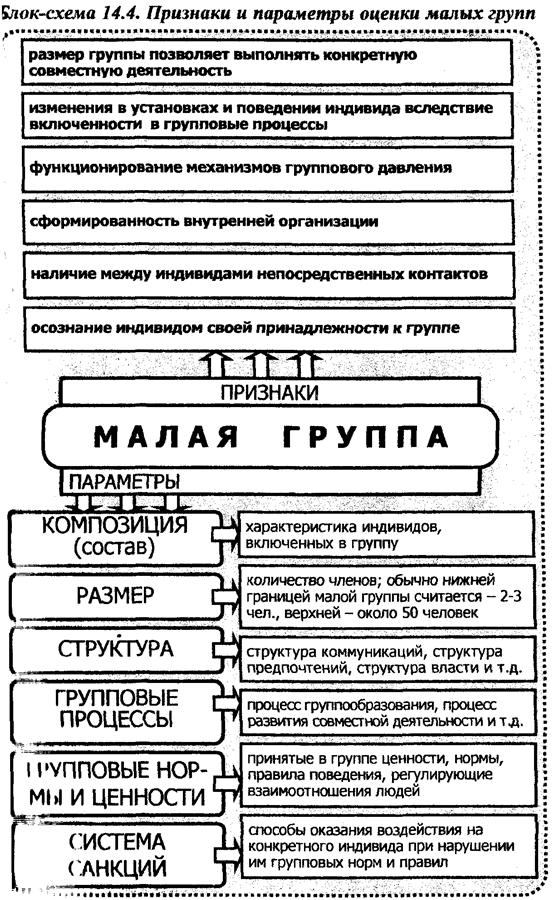 Блок-схема 14.4. Признаки и параметры оценки малых групп
размер группы позволяет выполнять конкретную
совместную деятельность
изменения в установках и поведении индивида вследствие
включенности в групповые процессы
функционирование механизмов группового давления
сформированность внутренней организации
наличие между индивидами непосредственных контактов
осознание индивидом своей принадлежности к группе
ПРИЗНАКИ
МАЛАЯ ГРУППА
ПАРАМЕТРЫ
КОМПОЗИЦИЯ
(состав)
характеристика индивидов,
включенных в группу
РАЗМЕР
количество членов; обычно нижней
границей малой группы считается – 2-3
чел., верхней – около 50 человек
СТРУКТУРА
структура коммуникаций, структура
предпочтений, структура власти и т.д.
ГРУППОВЫЕ
ПРОЦЕССЫ
процесс группообразования, процесс
развития совместной деятельности и т.д.
ГРУППОВЫЕ НОР-
МЫ И ЦЕННОСТИ
принятые в группе ценности, нормы,
правила поведения, регулирующие
взаимоотношения людей
СИСТЕМА
САНКЦИЙ
способы оказания воздействия на
конкретного индивида при нарушении
им групповых норм и правил